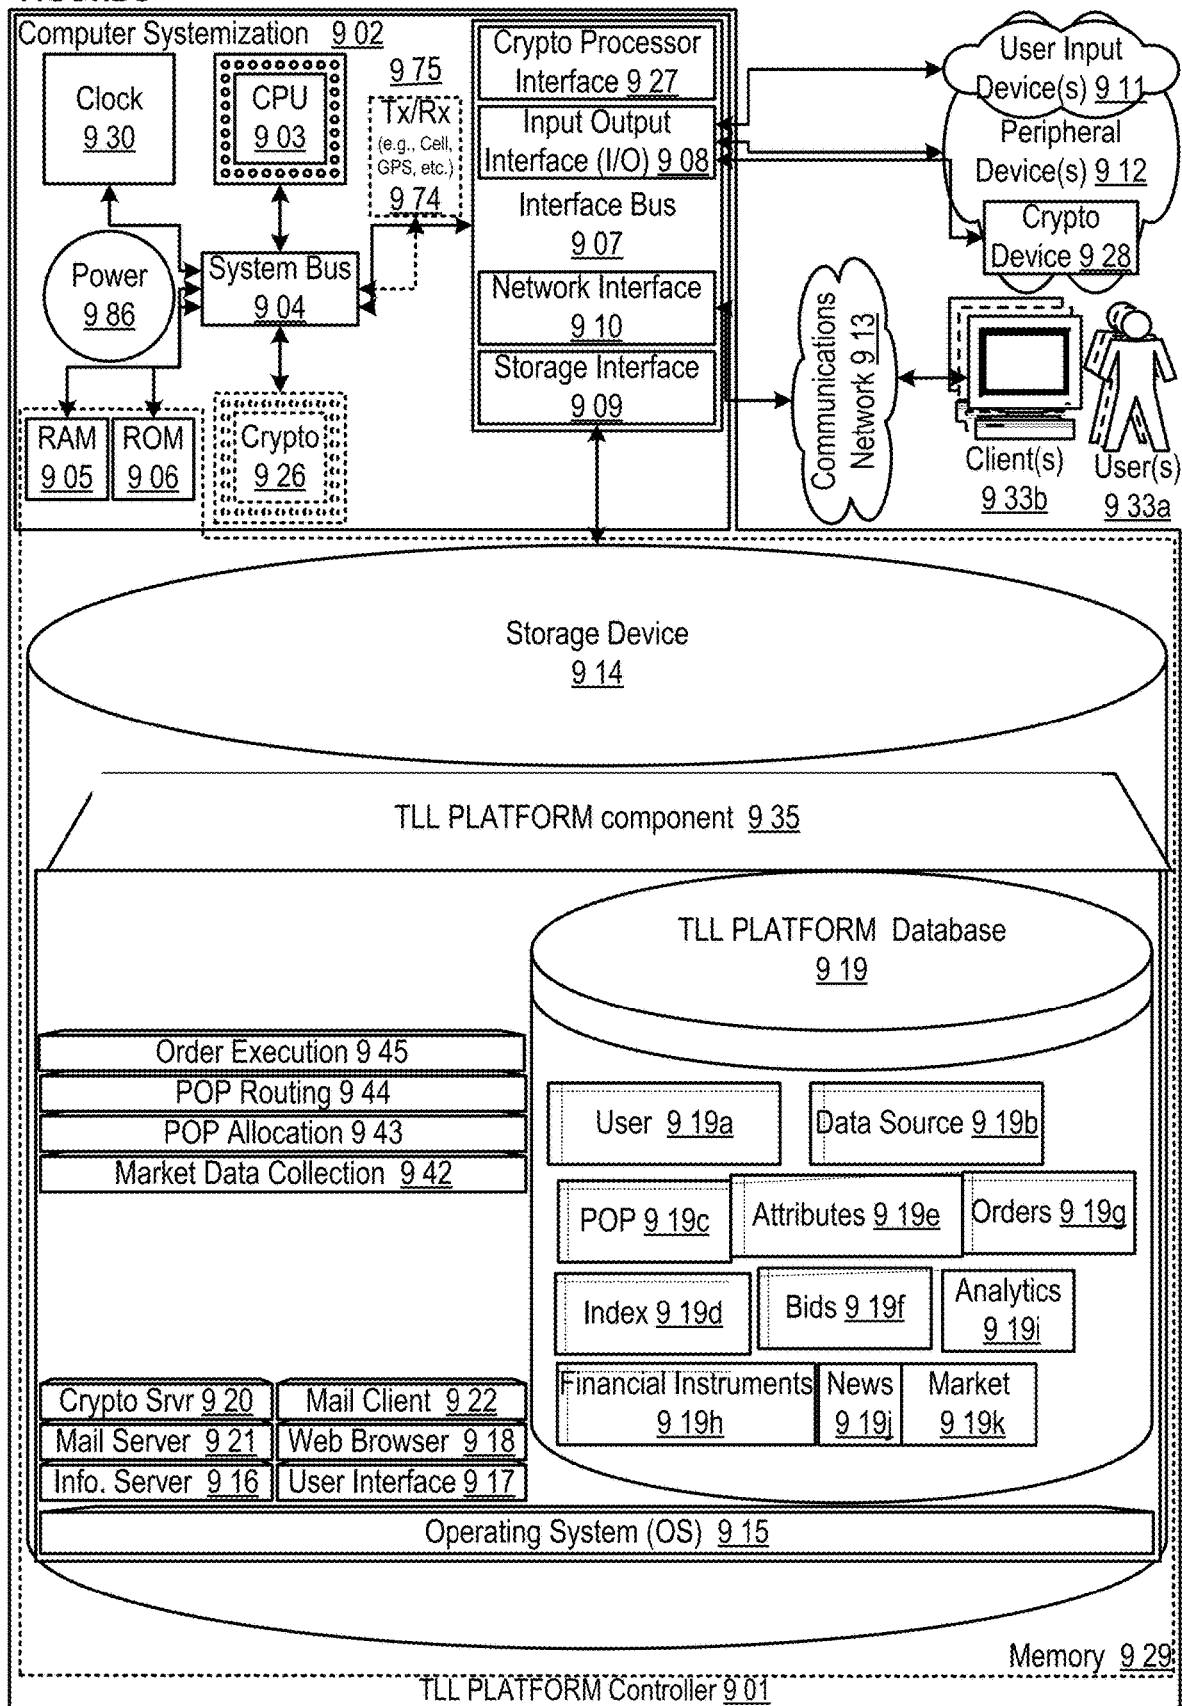 Computer Systemization 9 02
Clock
9 30
CPU
9 03
9 75
Tx/Rx
(e.g., Cell,
GPS, etc.)
9 74
Crypto Processor
Interface 9 27
Input Output
Interface (I/O) 9 08
Interface Bus
9 07
Network Interface
9 10
Storage Interface
9 09
Power
9 86
System Bus
9 04
RAM
9 05
ROM
9 06
Crypto
9 26
User Input
Device(s) 9 11
Peripheral
Device(s) 9 12
Crypto
Device 9 28
Communications
Network 9 13
Client(s)
9 33b
User(s)
9 33a
Storage Device
9 14
TLL PLATFORM component 9 35
TLL PLATFORM Database
9 19
Order Execution 9 45
POP Routing 9 44
POP Allocation 9 43
Market Data Collection 9 42
User 9 19a
Data Source 9 19b
POP 9 19c
Attributes 9 19e
Orders 9 19g
Index 9 19d
Bids 9 19f
Analytics
9 19i
Financial Instruments
9 19h
News
9 19j
Market
9 19k
Crypto Srvr 9 20
Mail Client 9 22
Mail Server 9 21
Web Browser 9 18
Info. Server 9 16
User Interface 9 17
Operating System (OS) 9 15
Memory 9 29
TLL PLATFORM Controller 9 01